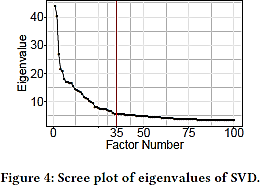 40
30
20
10
Eigenvalue
0 35 50 75 100
Factor Number
Figure 4: Scree plot of eigenvalues of SVD.